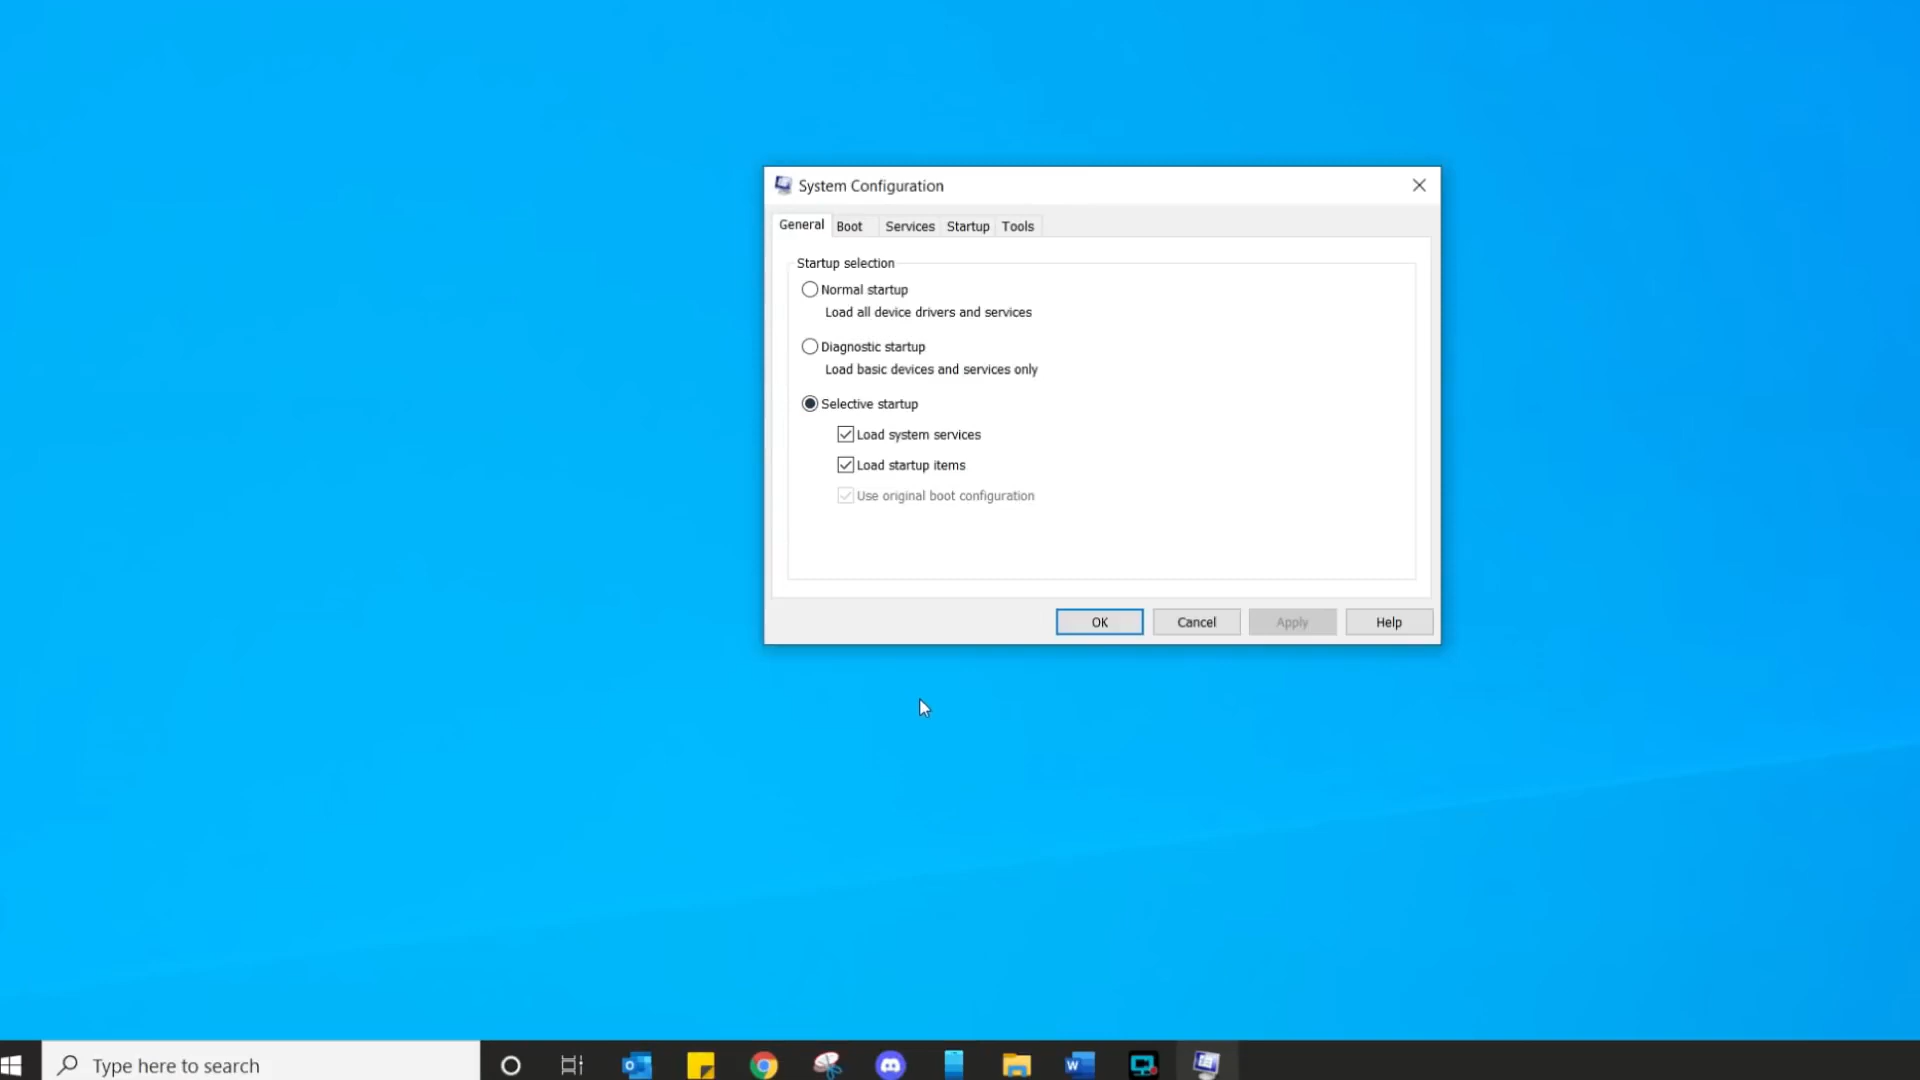 System Configuration
General Boot Services Startup Tools
Startup selection
Normal startup
Load all device drivers and services
Diagnostic startup
Load basic devices and services only
Selective startup
Load system services
Load startup items
Use original boot configuration
OK Cancel Apply Help
Type here to search